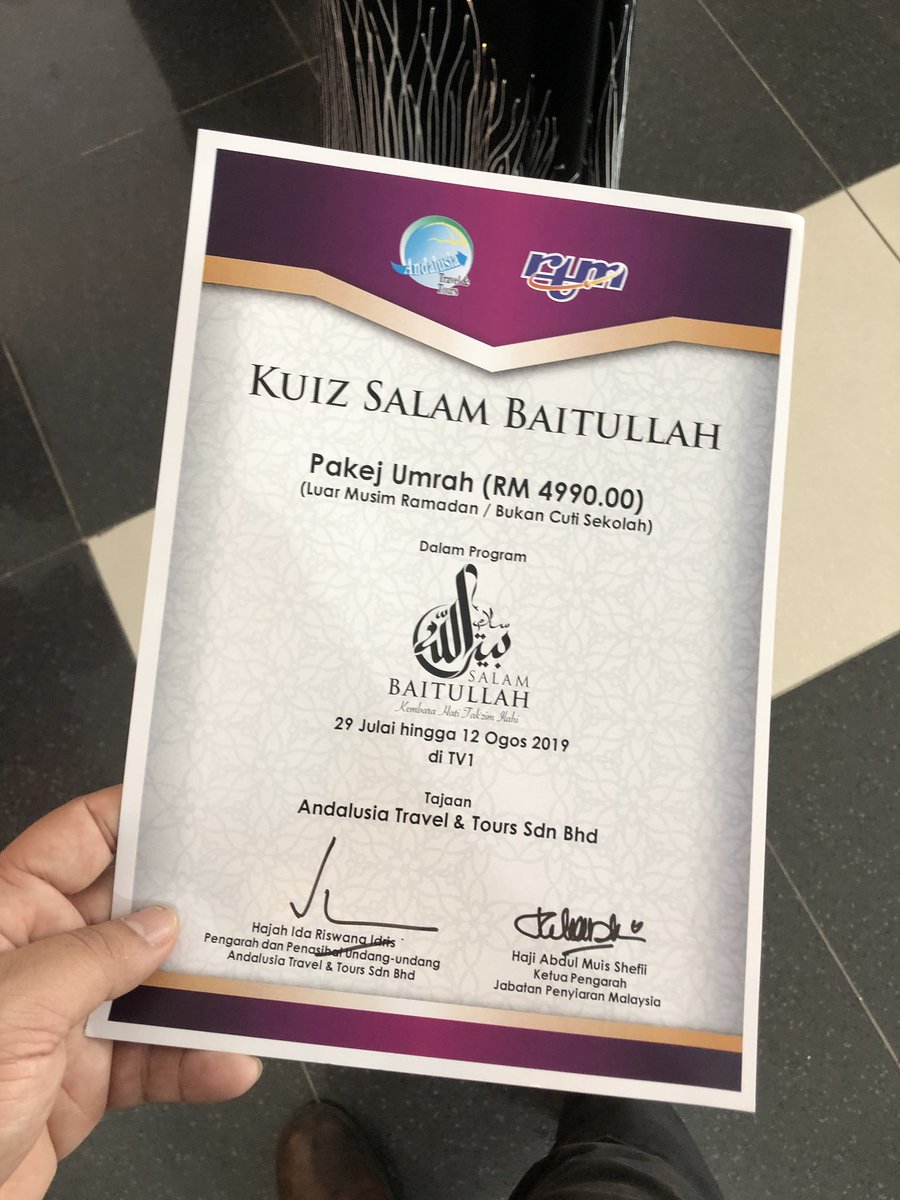 Andalusia
Travel &
Tours
rtm
KUIZ SALAM BAITULLAH
Pakej Umrah (RM 4990.00)
(Luar Musim Ramadan / Bukan Cuti Sekolah)
Dalam Program
سلام
بيت الله
SALAM
BAITULLAH
Kembara Hati Takzim Ilahi
29 Julai hingga 12 Ogos 2019
di TV1
Tajaan
Andalusia Travel & Tours Sdn Bhd
Hajah Ida Riswana Idris
Pengarah dan Penasihat Undang-undang
Andalusia Travel & Tours Sdn Bhd
Haji Abdul Muis Shefii
Ketua Pengarah
Jabatan Penyiaran Malaysia